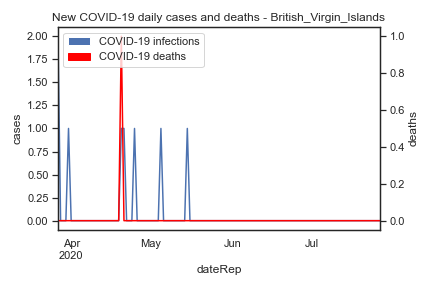 New COVID-19 daily cases and deaths - British_Virgin_Islands
COVID-19 infections
COVID-19 deaths
2.00
1.75
1.50
1.25
1.00
0.75
0.50
0.25
0.00
cases
1.0
0.8
0.6
0.4
0.2
0.0
deaths
Apr
2020
May
Jun
Jul
dateRep